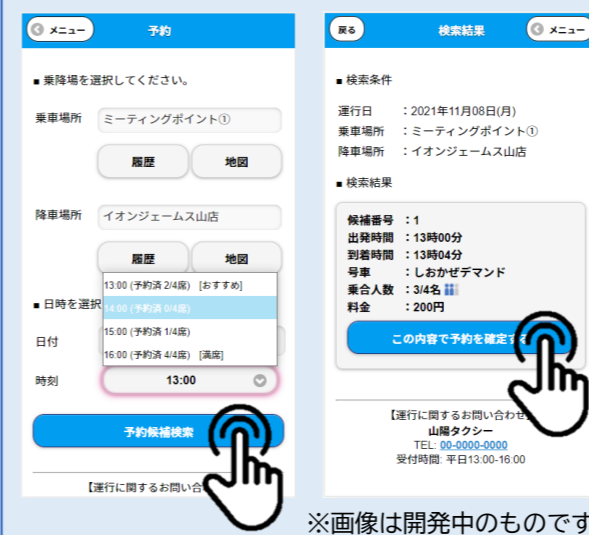 メニュー
予約
■ 乗降場を選択してください。
乗車場所
ミーティングポイント①
履歴
地図
降車場所
イオンジェームス山店
履歴
地図
13:00 (予約済 2/4席) [おすすめ]
14:00 (予約済 0/4席)
15:00 (予約済 1/4席)
16:00 (予約済 4/4席) [満席]
■ 日時を選択
日付
時刻
13:00
予約候補検索
【運行に関するお問い合
戻る
検索結果
メニュー
■ 検索条件
運行日 :2021年11月08日(月)
乗車場所 :ミーティングポイント①
降車場所 :イオンジェームス山店
■ 検索結果
候補番号 :1
出発時間 :13時00分
到着時間 :13時04分
号車 :しおかぜデマンド
乗合人数 :3/4名
料金 :200円
この内容で予約を確定する
【運行に関するお問い合わせ
山陽タクシー
TEL: 00-0000-0000
受付時間: 平日13:00-16:00
※画像は開発中のものです